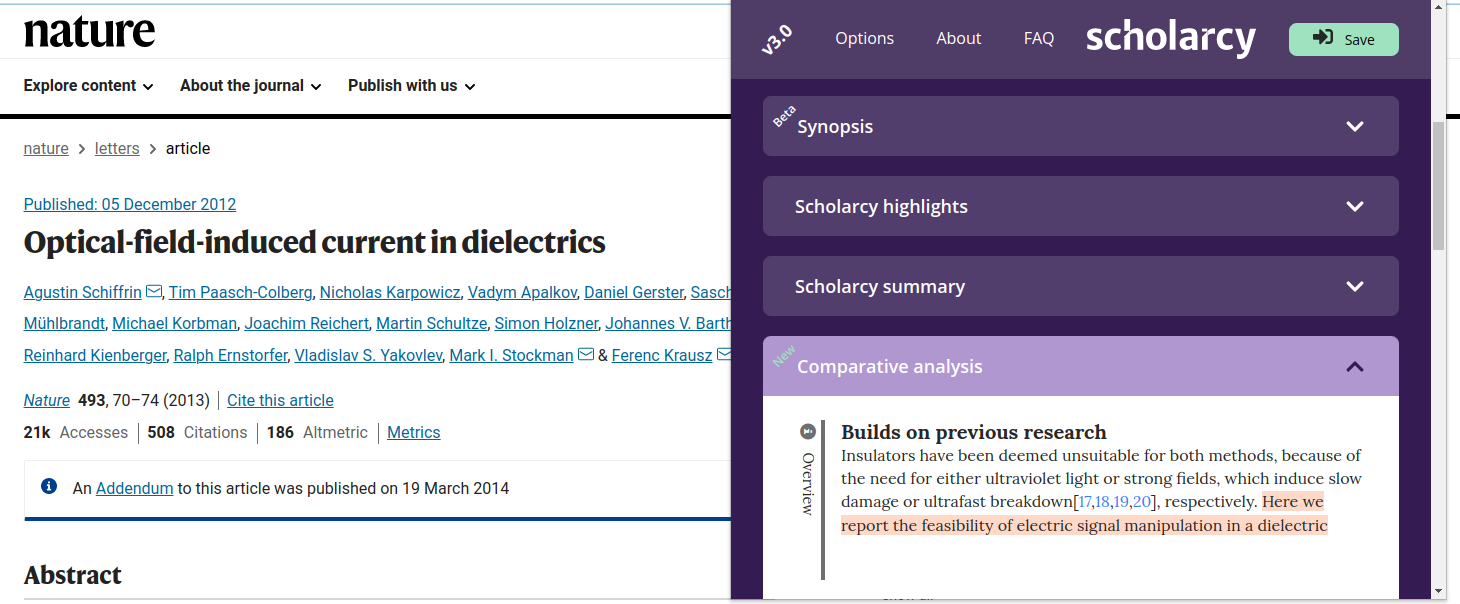 nature
Explore content
About the journal
Publish with us
nature > letters > article
Published: 05 December 2012
Optical-field-induced current in dielectrics
Agustin Schiffrin, Tim Paasch-Colberg, Nicholas Karpowicz, Vadym Apalkov, Daniel Gerster, Sasch
Mühlbrandt, Michael Korbman, Joachim Reichert, Martin Schultze, Simon Holzner, Johannes V. Barth
Reinhard Kienberger, Ralph Ernstorfer, Vladislav S. Yakovlev, Mark I. Stockman & Ferenc Krausz
Nature 493, 70–74 (2013) | Cite this article
21k Accesses | 508 Citations | 186 Altmetric | Metrics
An Addendum to this article was published on 19 March 2014
Abstract
v3.0
Options
About
FAQ
scholarcy
Save
Beta
Synopsis
Scholarcy highlights
Scholarcy summary
New
Comparative analysis
Overview
Builds on previous research
Insulators have been deemed unsuitable for both methods, because of
the need for either ultraviolet light or strong fields, which induce slow
damage or ultrafast breakdown[17,18,19,20], respectively. Here we
report the feasibility of electric signal manipulation in a dielectric